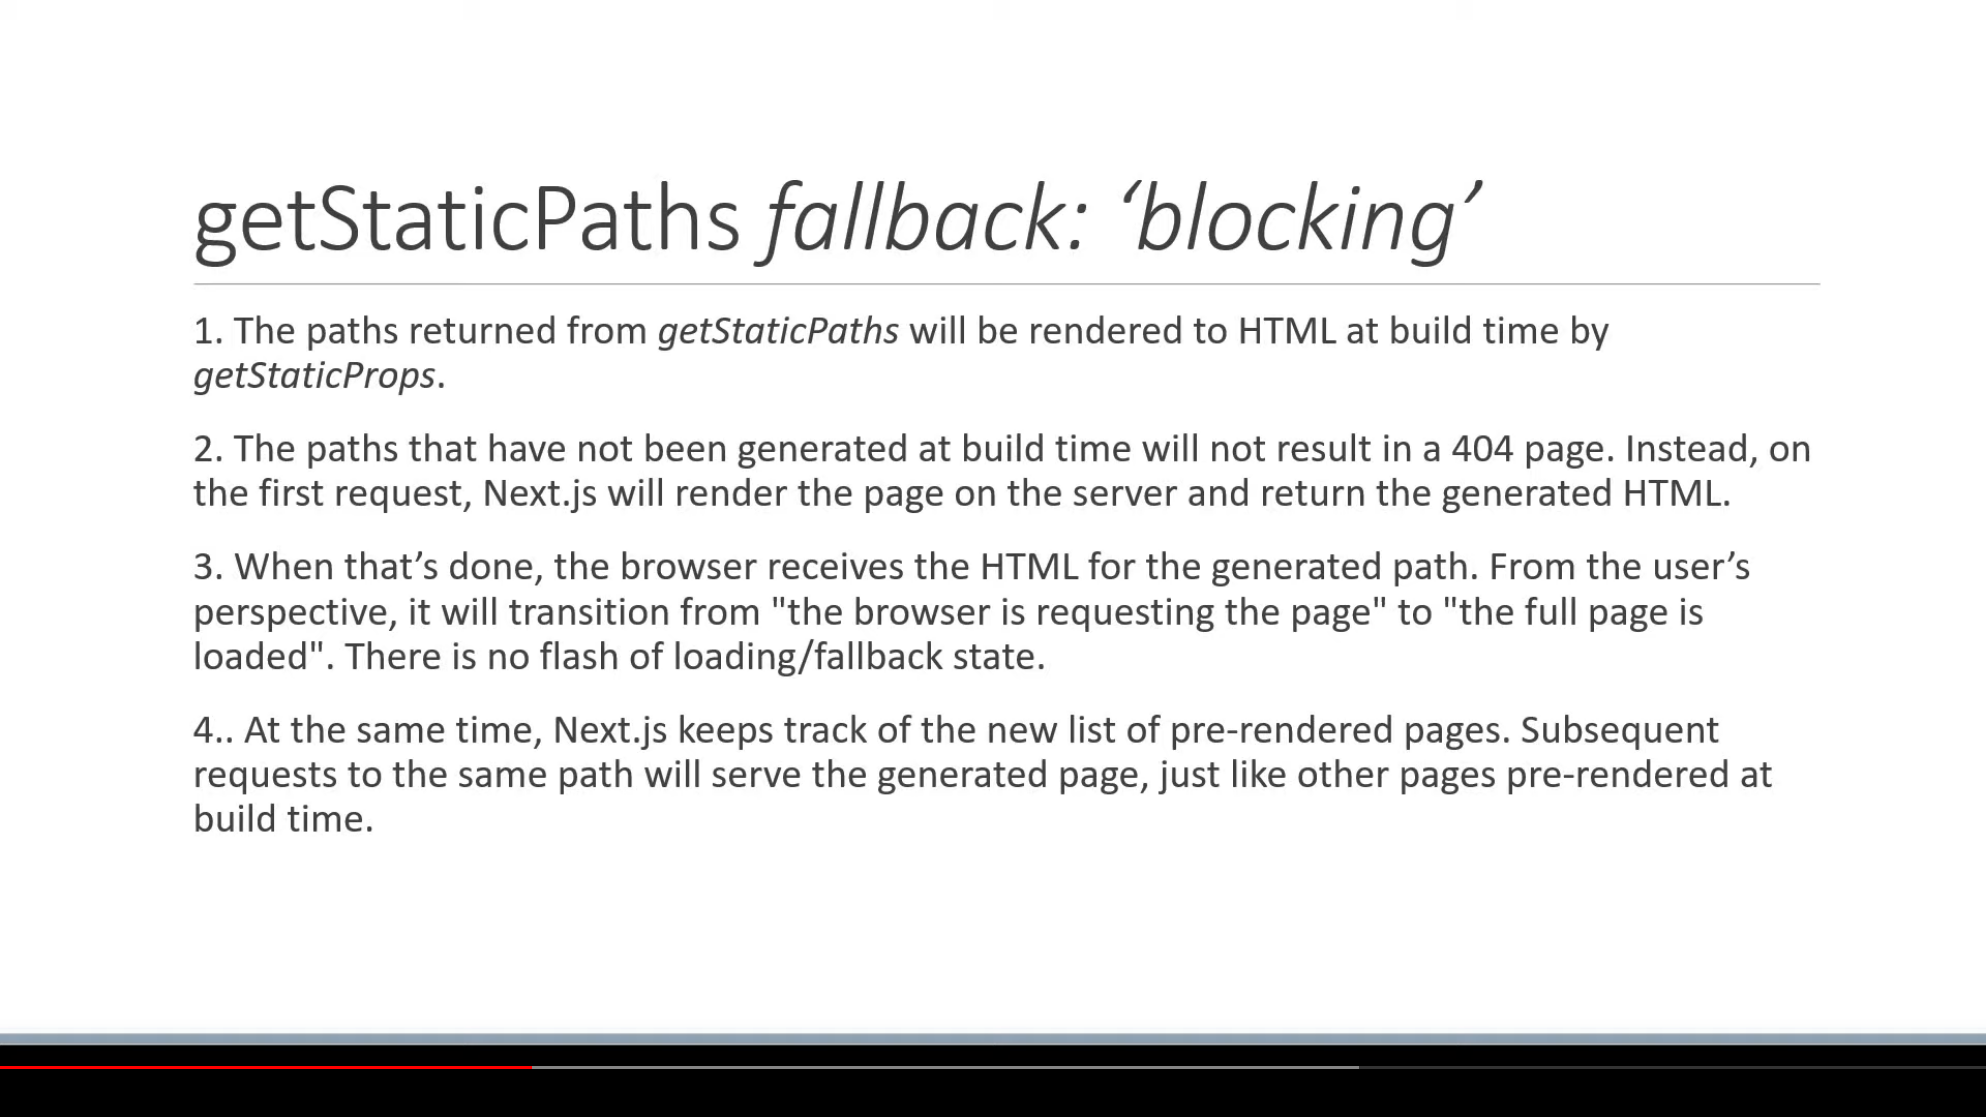 getStaticPaths fallback: ‘blocking’
1. The paths returned from getStaticPaths will be rendered to HTML at build time by
getStaticProps.
2. The paths that have not been generated at build time will not result in a 404 page. Instead, on
the first request, Next.js will render the page on the server and return the generated HTML.
3. When that’s done, the browser receives the HTML for the generated path. From the user’s
perspective, it will transition from "the browser is requesting the page" to "the full page is
loaded". There is no flash of loading/fallback state.
4.. At the same time, Next.js keeps track of the new list of pre-rendered pages. Subsequent
requests to the same path will serve the generated page, just like other pages pre-rendered at
build time.